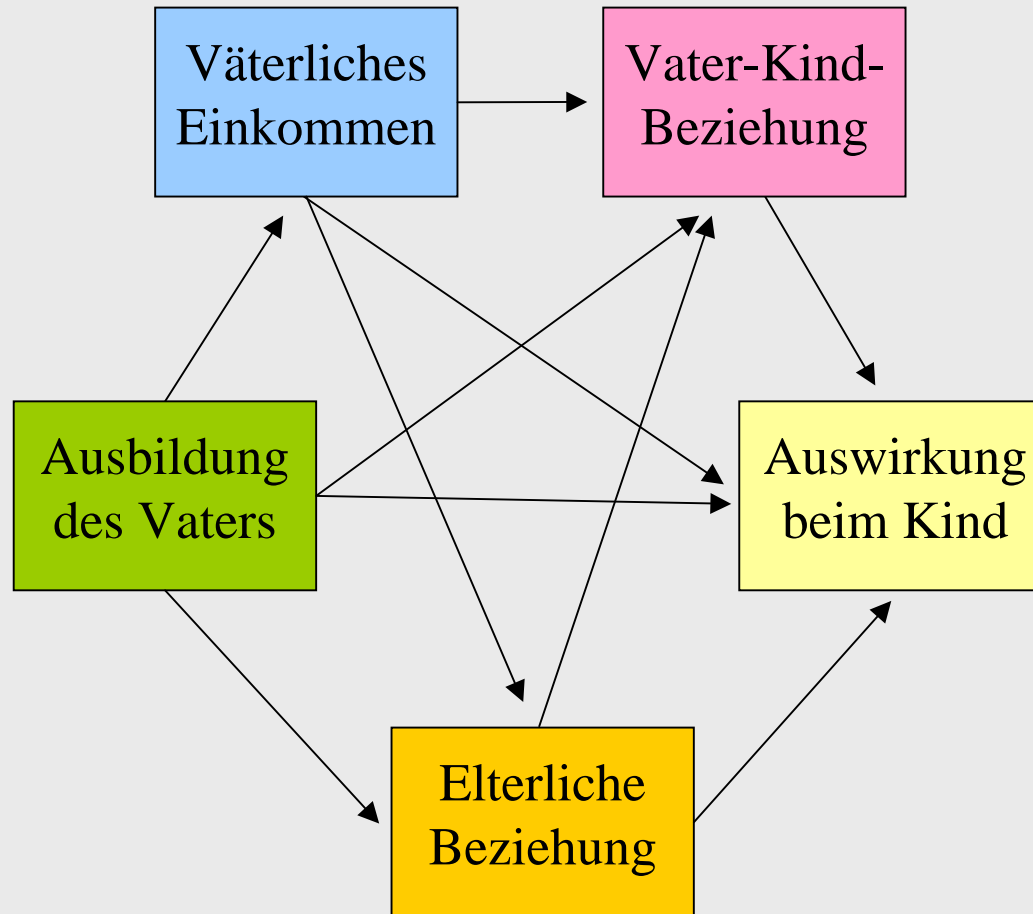 Väterliches
Einkommen
Vater-Kind-
Beziehung
Ausbildung
des Vaters
Auswirkung
beim Kind
Elterliche
Beziehung